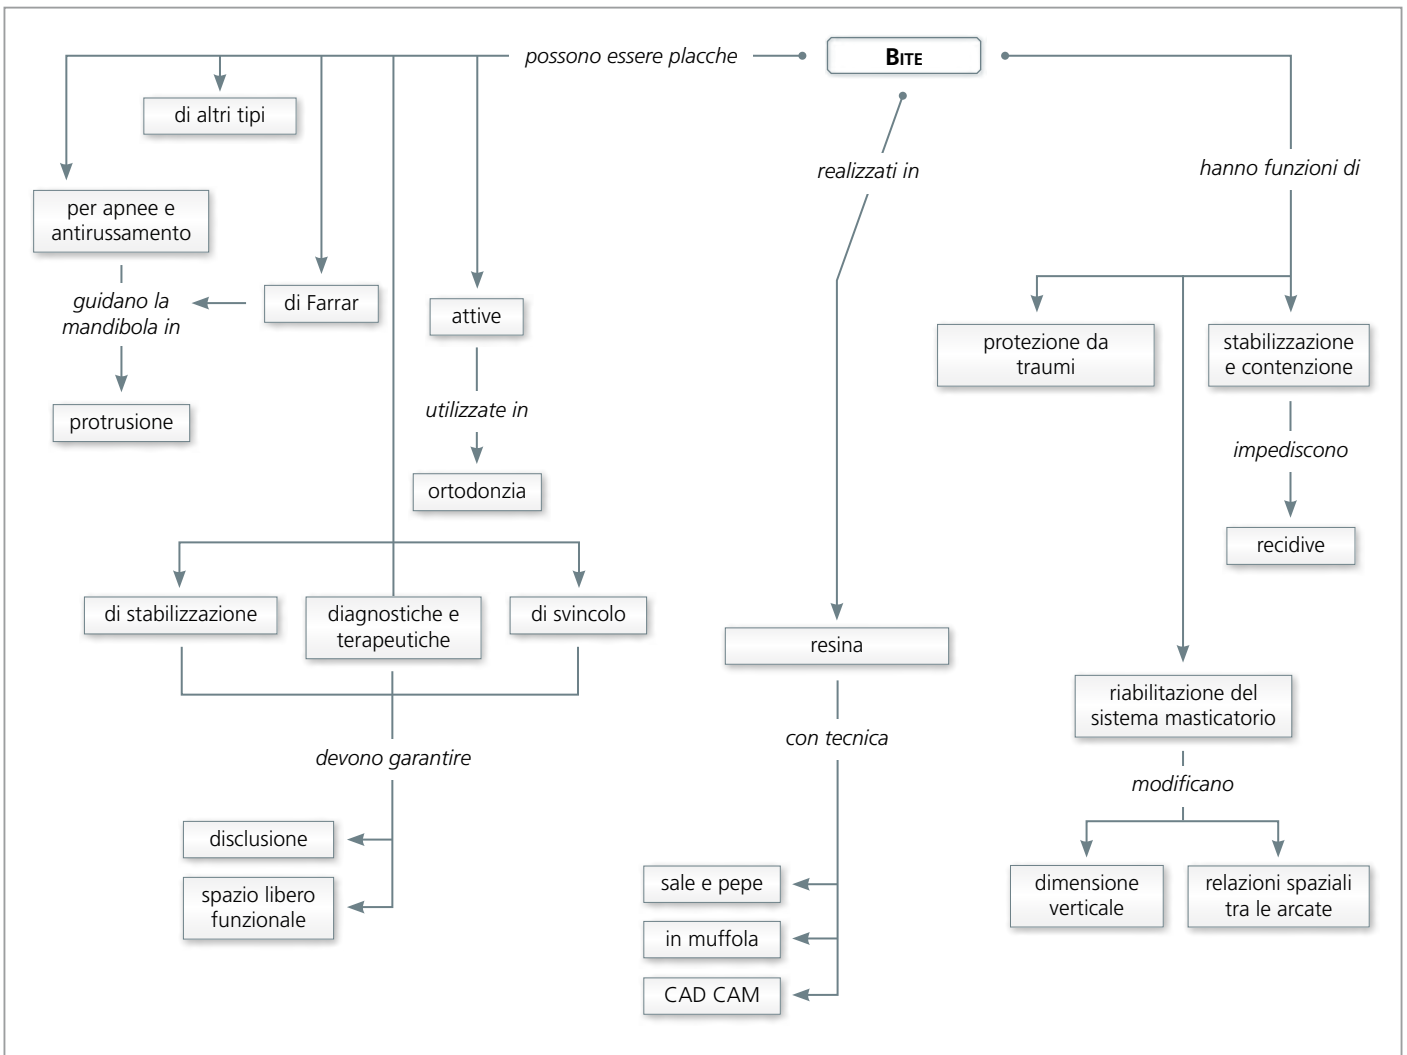 possono essere placche
BITE
di altri tipi
realizzati in
hanno funzioni di
per apnee e
antirussamento
guidano la
mandibola in
di Farrar
attive
protezione da
traumi
stabilizzazione
e contenzione
protrusione
utilizzate in
impediscono
ortodonzia
recidive
di stabilizzazione
diagnostiche e
terapeutiche
di svincolo
resina
riabilitazione del
sistema masticatorio
devono garantire
con tecnica
modificano
disclusione
spazio libero
funzionale
sale e pepe
in muffola
CAD CAM
dimensione
verticale
relazioni spaziali
tra le arcate